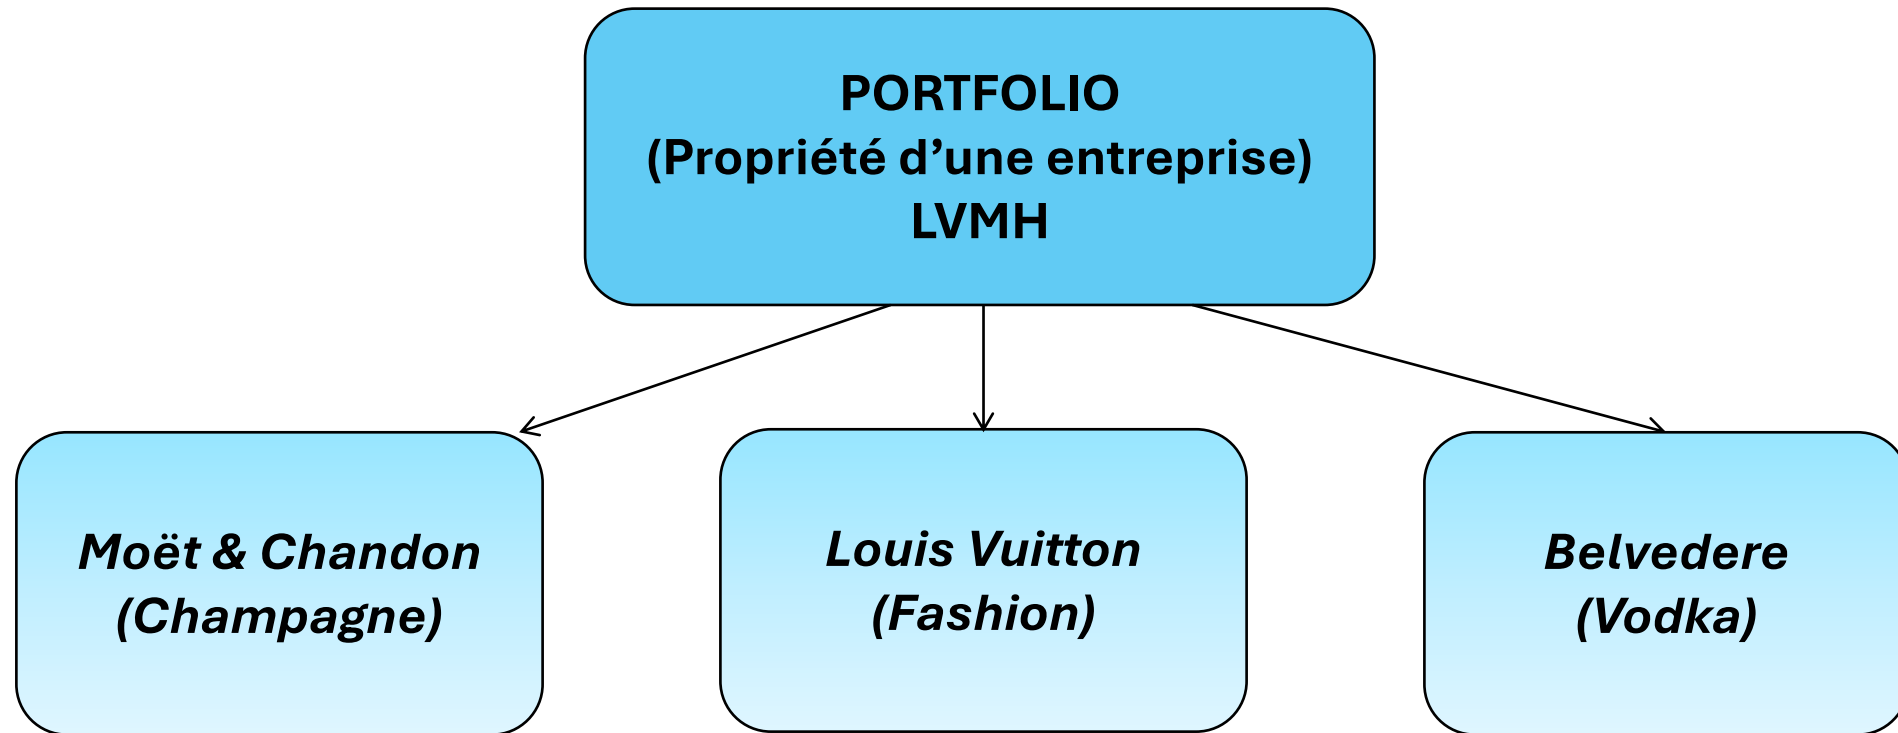 PORTFOLIO
(Propriété d’une entreprise)
LVMH
Moët & Chandon
(Champagne)
Louis Vuitton
(Fashion)
Belvedere
(Vodka)